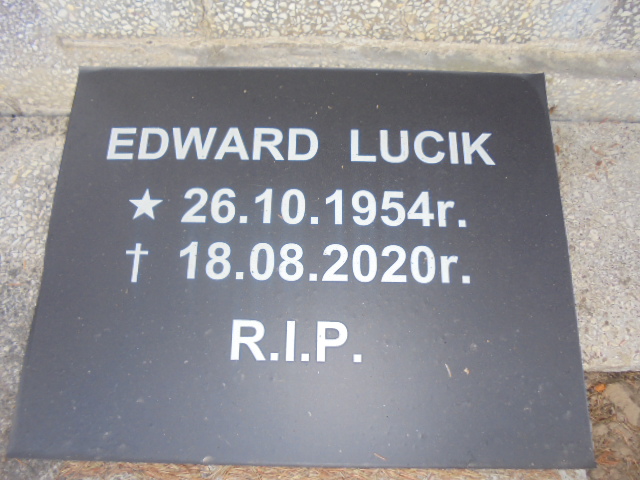 EDWARD LUCIK
★ 26.10.1954r.
† 18.08.2020r.
R.I.P.